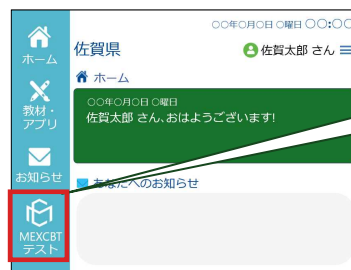 ○○年○月○日 ○曜日 ○○:○○
ホーム
佐賀県
佐賀太郎 さん
ホーム
教材・
アプリ
○○年○月○日 ○曜日
佐賀太郎 さん、おはようございます!
お知らせ
あなたへのお知らせ
MEXCBT
テスト